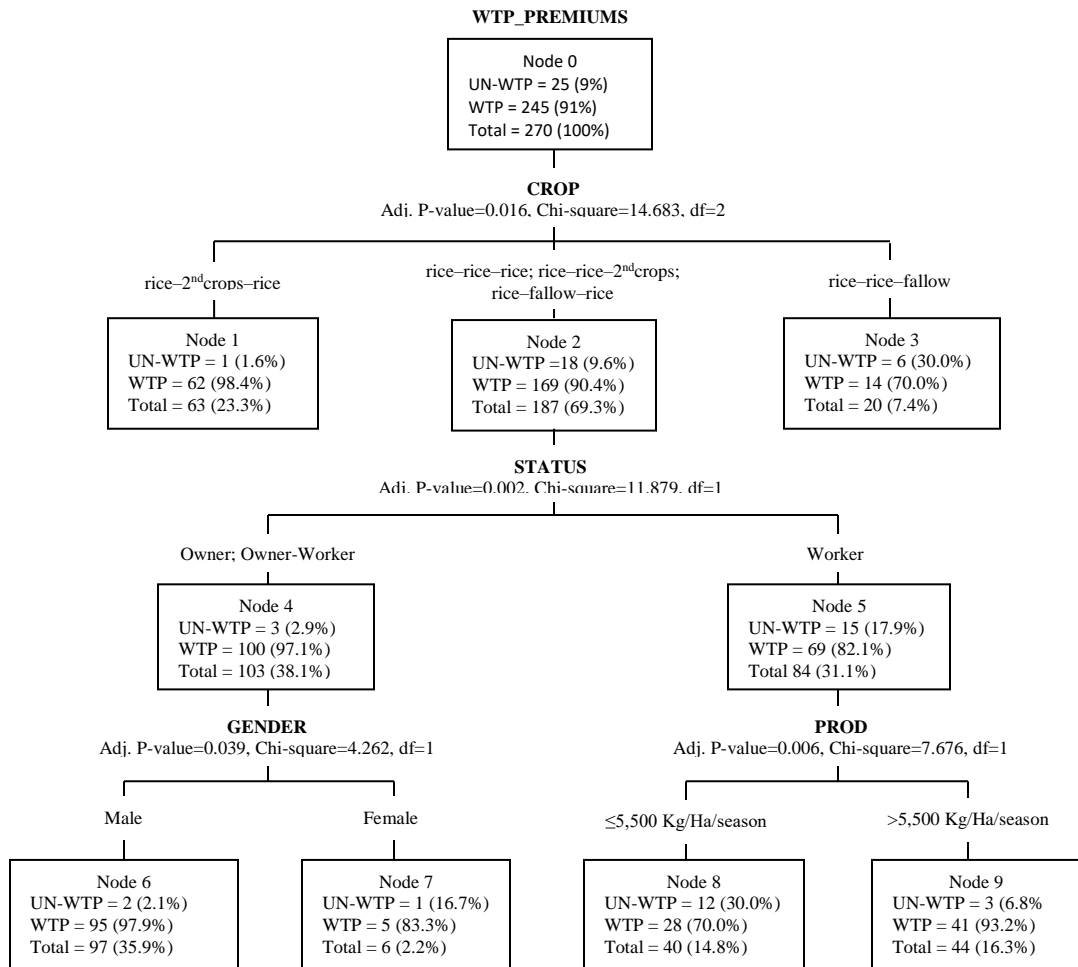 WTP_PREMIUMS
Node 0
UN-WTP = 25 (9%)
WTP = 245 (91%)
Total = 270 (100%)
CROP
Adj. P-value=0.016, Chi-square=14.683, df=2
rice–2ndcrops–rice
rice–rice–rice; rice–rice–2ndcrops;
rice–fallow–rice
rice–rice–fallow
Node 1
UN-WTP = 1 (1.6%)
WTP = 62 (98.4%)
Total = 63 (23.3%)
Node 2
UN-WTP =18 (9.6%)
WTP = 169 (90.4%)
Total = 187 (69.3%)
Node 3
UN-WTP = 6 (30.0%)
WTP = 14 (70.0%)
Total = 20 (7.4%)
STATUS
Adj. P-value=0.002, Chi-square=11.879, df=1
Owner; Owner-Worker
Worker
Node 4
UN-WTP = 3 (2.9%)
WTP = 100 (97.1%)
Total = 103 (38.1%)
Node 5
UN-WTP = 15 (17.9%)
WTP = 69 (82.1%)
Total 84 (31.1%)
GENDER
Adj. P-value=0.039, Chi-square=4.262, df=1
PROD
Adj. P-value=0.006, Chi-square=7.676, df=1
Male
Female
≤5,500 Kg/Ha/season
>5,500 Kg/Ha/season
Node 6
UN-WTP = 2 (2.1%)
WTP = 95 (97.9%)
Total = 97 (35.9%)
Node 7
UN-WTP = 1 (16.7%)
WTP = 5 (83.3%)
Total = 6 (2.2%)
Node 8
UN-WTP = 12 (30.0%)
WTP = 28 (70.0%)
Total = 40 (14.8%)
Node 9
UN-WTP = 3 (6.8%
WTP = 41 (93.2%)
Total = 44 (16.3%)